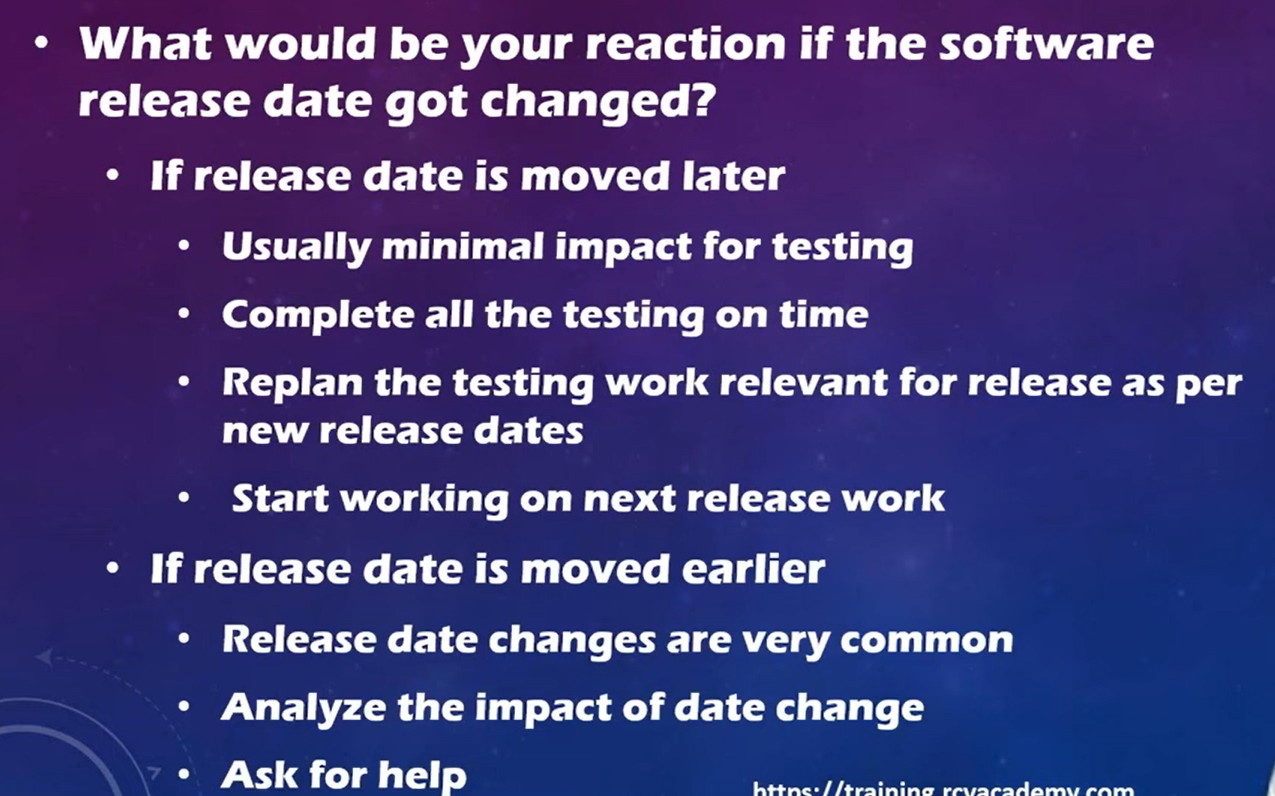 • What would be your reaction if the software
release date got changed?
• If release date is moved later
• Usually minimal impact for testing
• Complete all the testing on time
• Replan the testing work relevant for release as per
new release dates
• Start working on next release work
• If release date is moved earlier
• Release date changes are very common
• Analyze the impact of date change
• Ask for help
https://training.rcvacademy.com